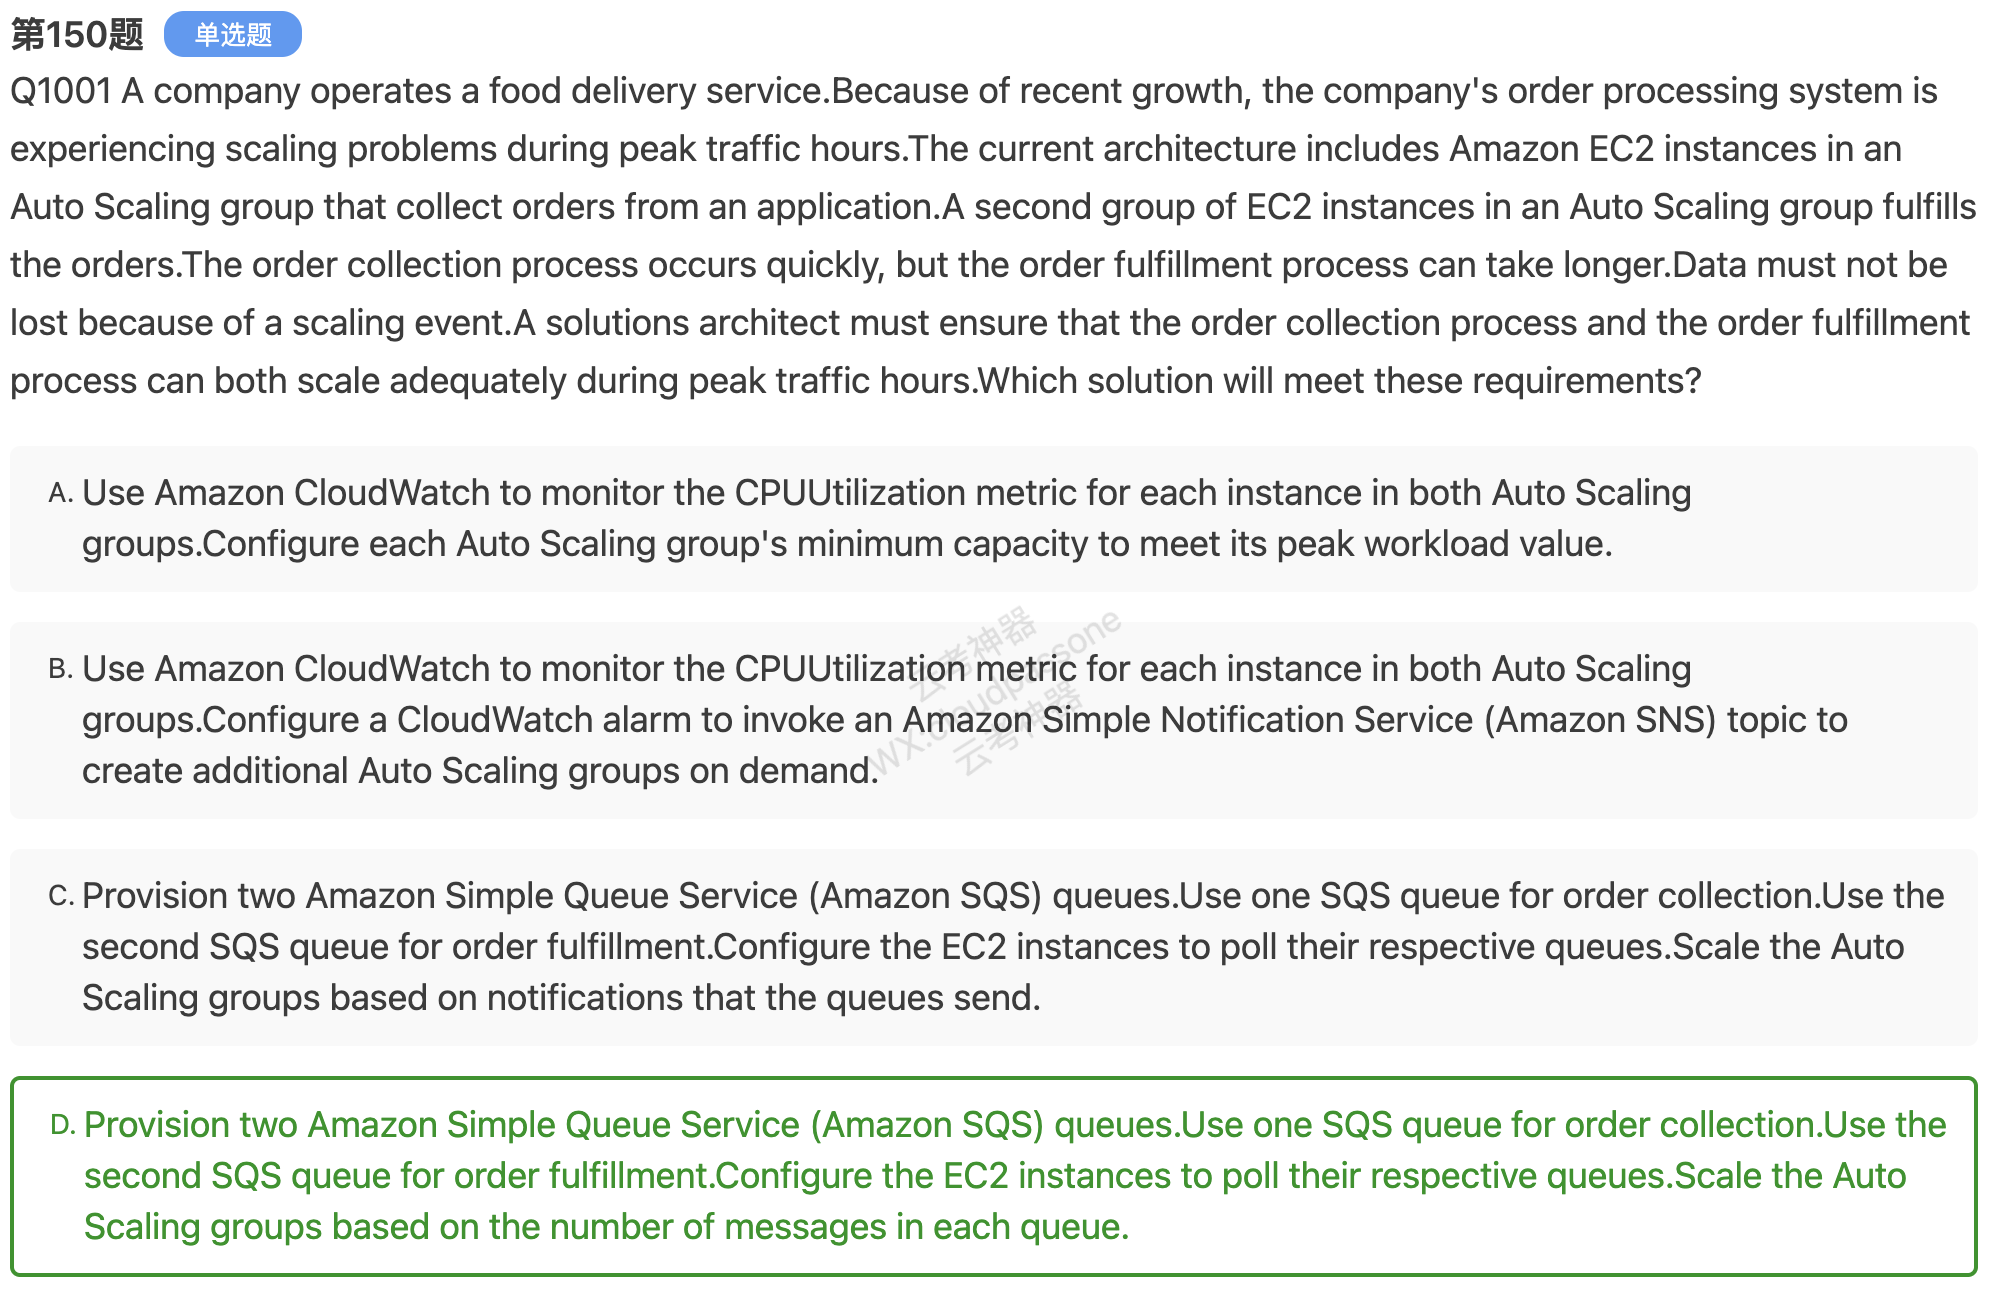 第150题 单选题
Q1001 A company operates a food delivery service.Because of recent growth, the company's order processing system is
experiencing scaling problems during peak traffic hours.The current architecture includes Amazon EC2 instances in an
Auto Scaling group that collect orders from an application.A second group of EC2 instances in an Auto Scaling group fulfills
the orders.The order collection process occurs quickly, but the order fulfillment process can take longer.Data must not be
lost because of a scaling event.A solutions architect must ensure that the order collection process and the order fulfillment
process can both scale adequately during peak traffic hours.Which solution will meet these requirements?
A. Use Amazon CloudWatch to monitor the CPUUtilization metric for each instance in both Auto Scaling
groups.Configure each Auto Scaling group's minimum capacity to meet its peak workload value.
B. Use Amazon CloudWatch to monitor the CPUUtilization metric for each instance in both Auto Scaling
groups.Configure a CloudWatch alarm to invoke an Amazon Simple Notification Service (Amazon SNS) topic to
create additional Auto Scaling groups on demand.
云考神器
WX:cloudpassone
云考神器
C. Provision two Amazon Simple Queue Service (Amazon SQS) queues.Use one SQS queue for order collection.Use the
second SQS queue for order fulfillment.Configure the EC2 instances to poll their respective queues.Scale the Auto
Scaling groups based on notifications that the queues send.
D. Provision two Amazon Simple Queue Service (Amazon SQS) queues.Use one SQS queue for order collection.Use the
second SQS queue for order fulfillment.Configure the EC2 instances to poll their respective queues.Scale the Auto
Scaling groups based on the number of messages in each queue.